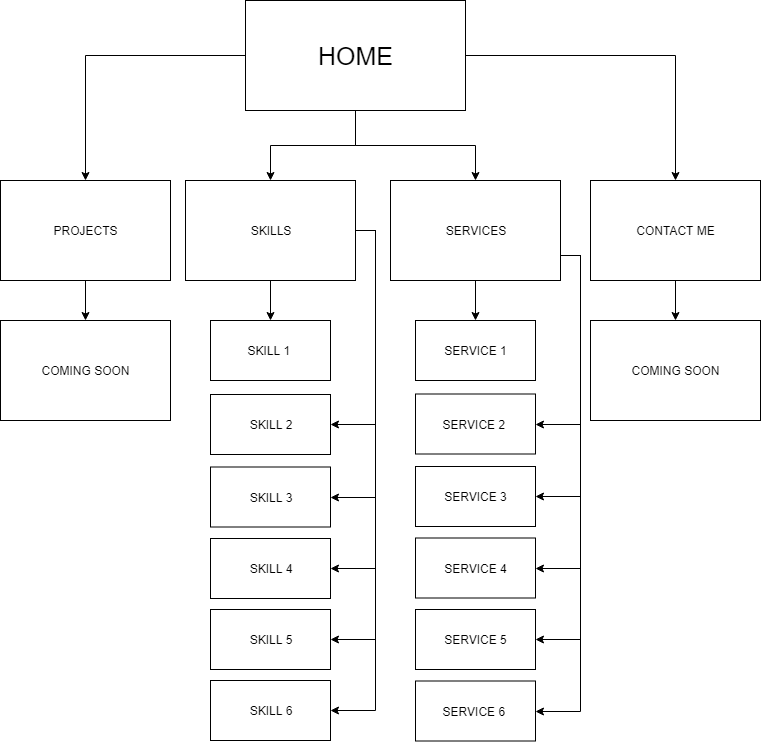 HOME
PROJECTS
SKILLS
SERVICES
CONTACT ME
COMING SOON
SKILL 1
SERVICE 1
COMING SOON
SKILL 2
SERVICE 2
SKILL 3
SERVICE 3
SKILL 4
SERVICE 4
SKILL 5
SERVICE 5
SKILL 6
SERVICE 6